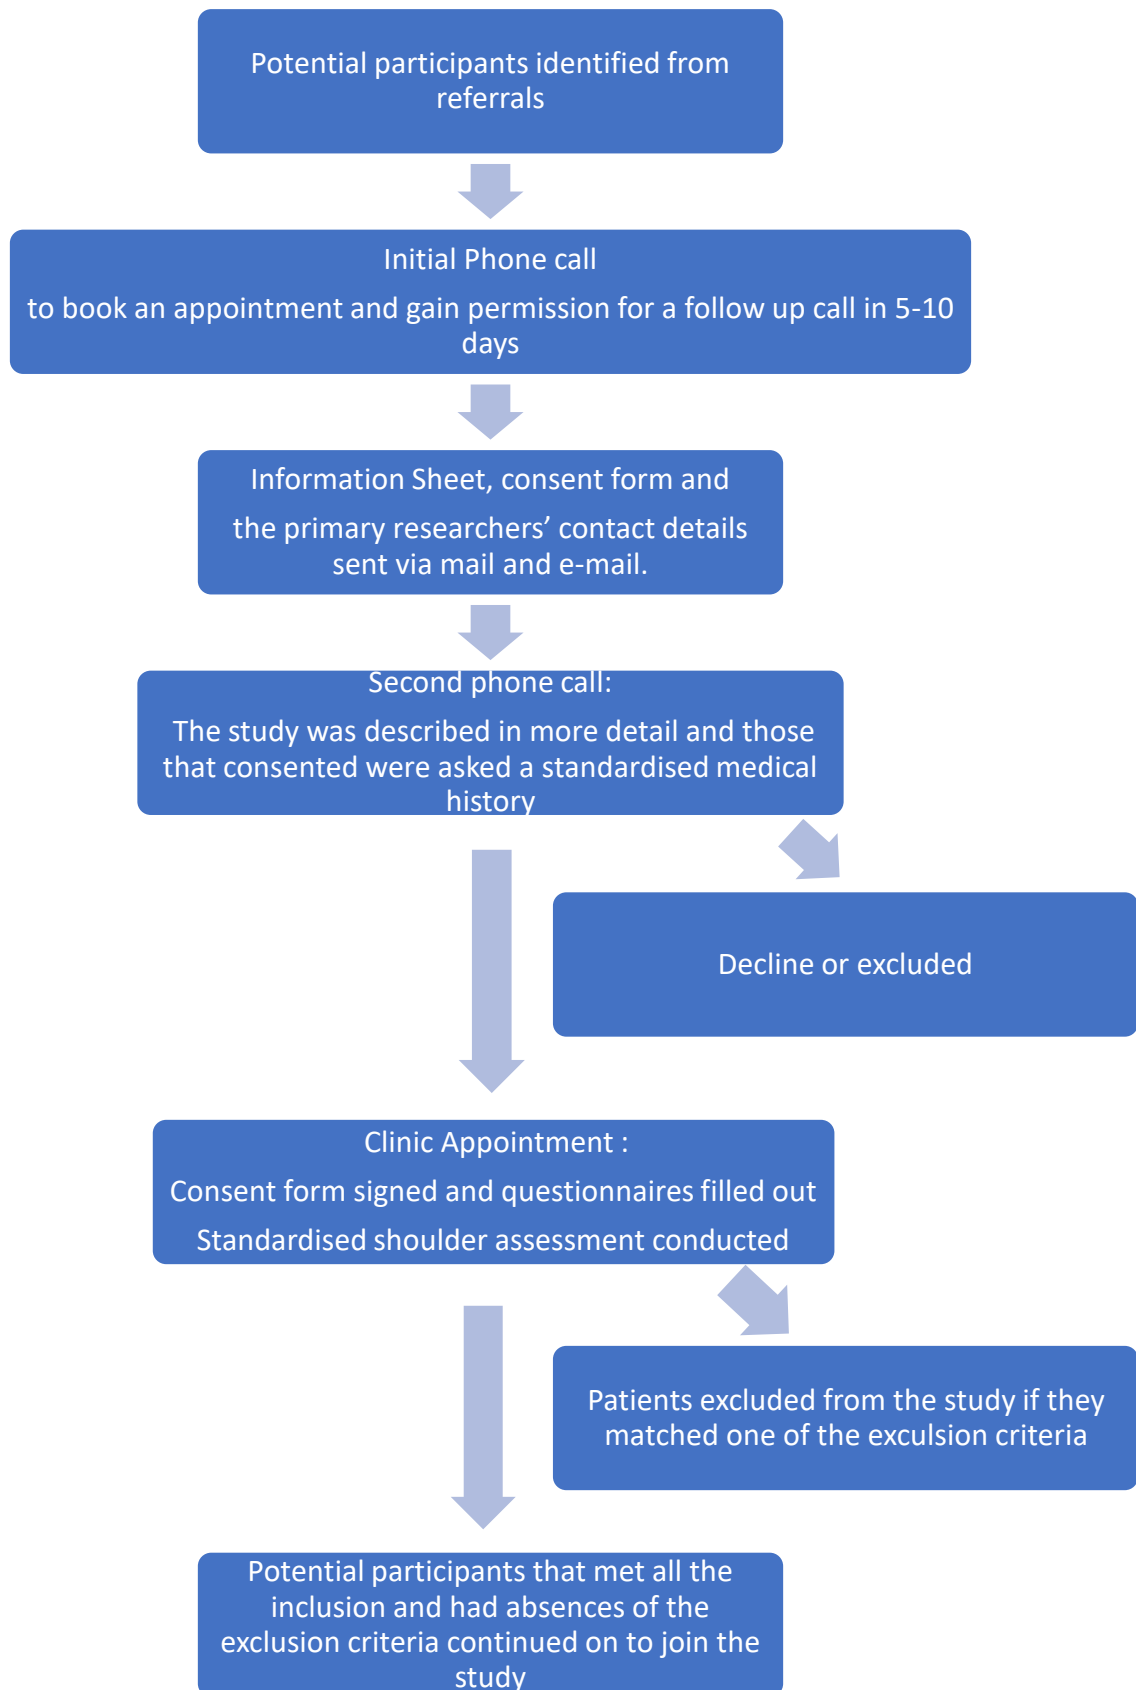 Potential participants identified from
referrals
Initial Phone call
to book an appointment and gain permission for a follow up call in 5-10
days
Information Sheet, consent form and
the primary researchers’ contact details
sent via mail and e-mail.
Second phone call:
The study was described in more detail and those
that consented were asked a standardised medical
history
Decline or excluded
Clinic Appointment :
Consent form signed and questionnaires filled out
Standardised shoulder assessment conducted
Patients excluded from the study if they
matched one of the exculsion criteria
Potential participants that met all the
inclusion and had absences of the
exclusion criteria continued on to join the
study